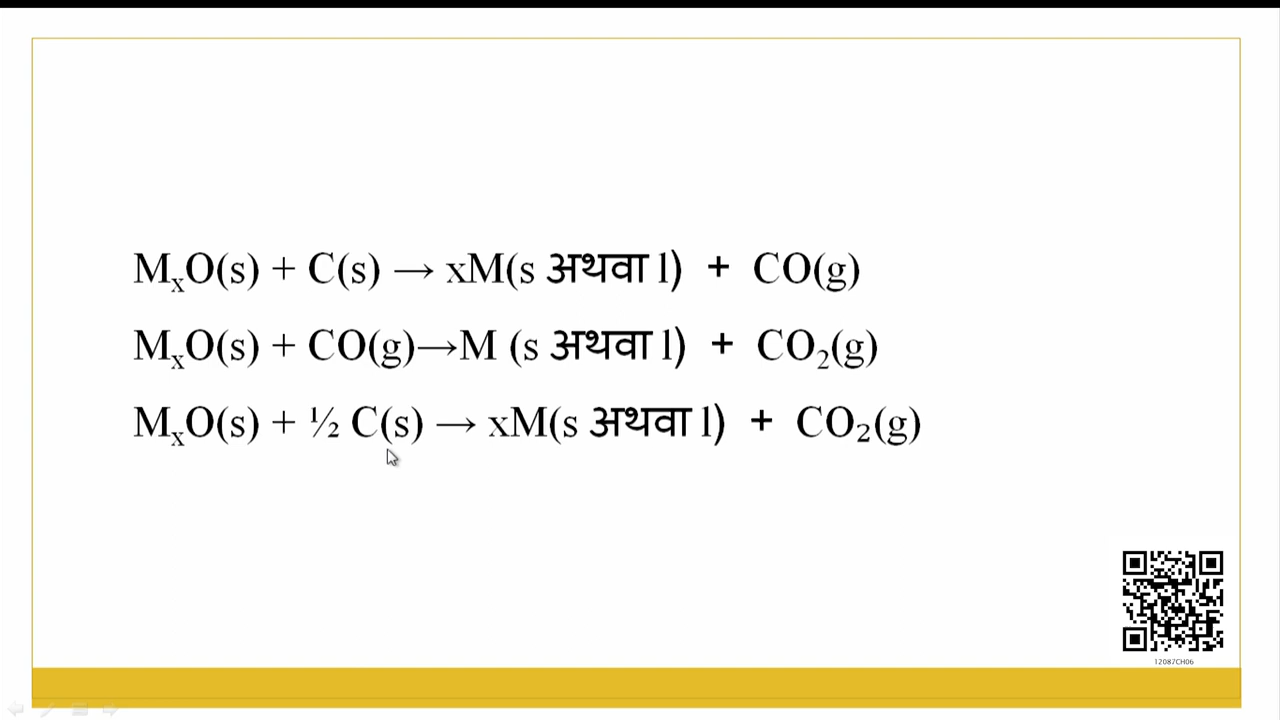 MₓO(s) + C(s) → xM(s अथवा l) + CO(g)
MₓO(s) + CO(g)→M (s अथवा l) + CO₂(g)
MₓO(s) + ½ C(s) → xM(s अथवा l) + CO₂(g)
12087CH06